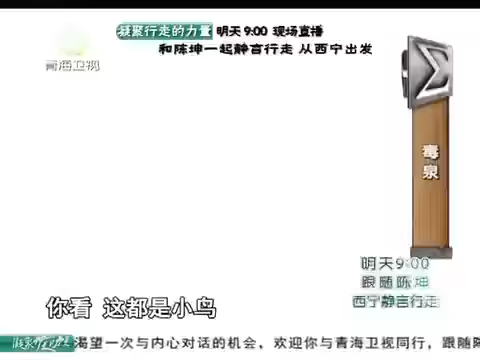 凝聚行走的力量 明天9:00 现场直播
和陈坤一起静言行走 从西宁出发
青海卫视
毒泉
明天9:00
跟随陈坤
西宁静言行走
你看 这都是小鸟
渴望一次与内心对话的机会，欢迎你与青海卫视同行，跟随陈